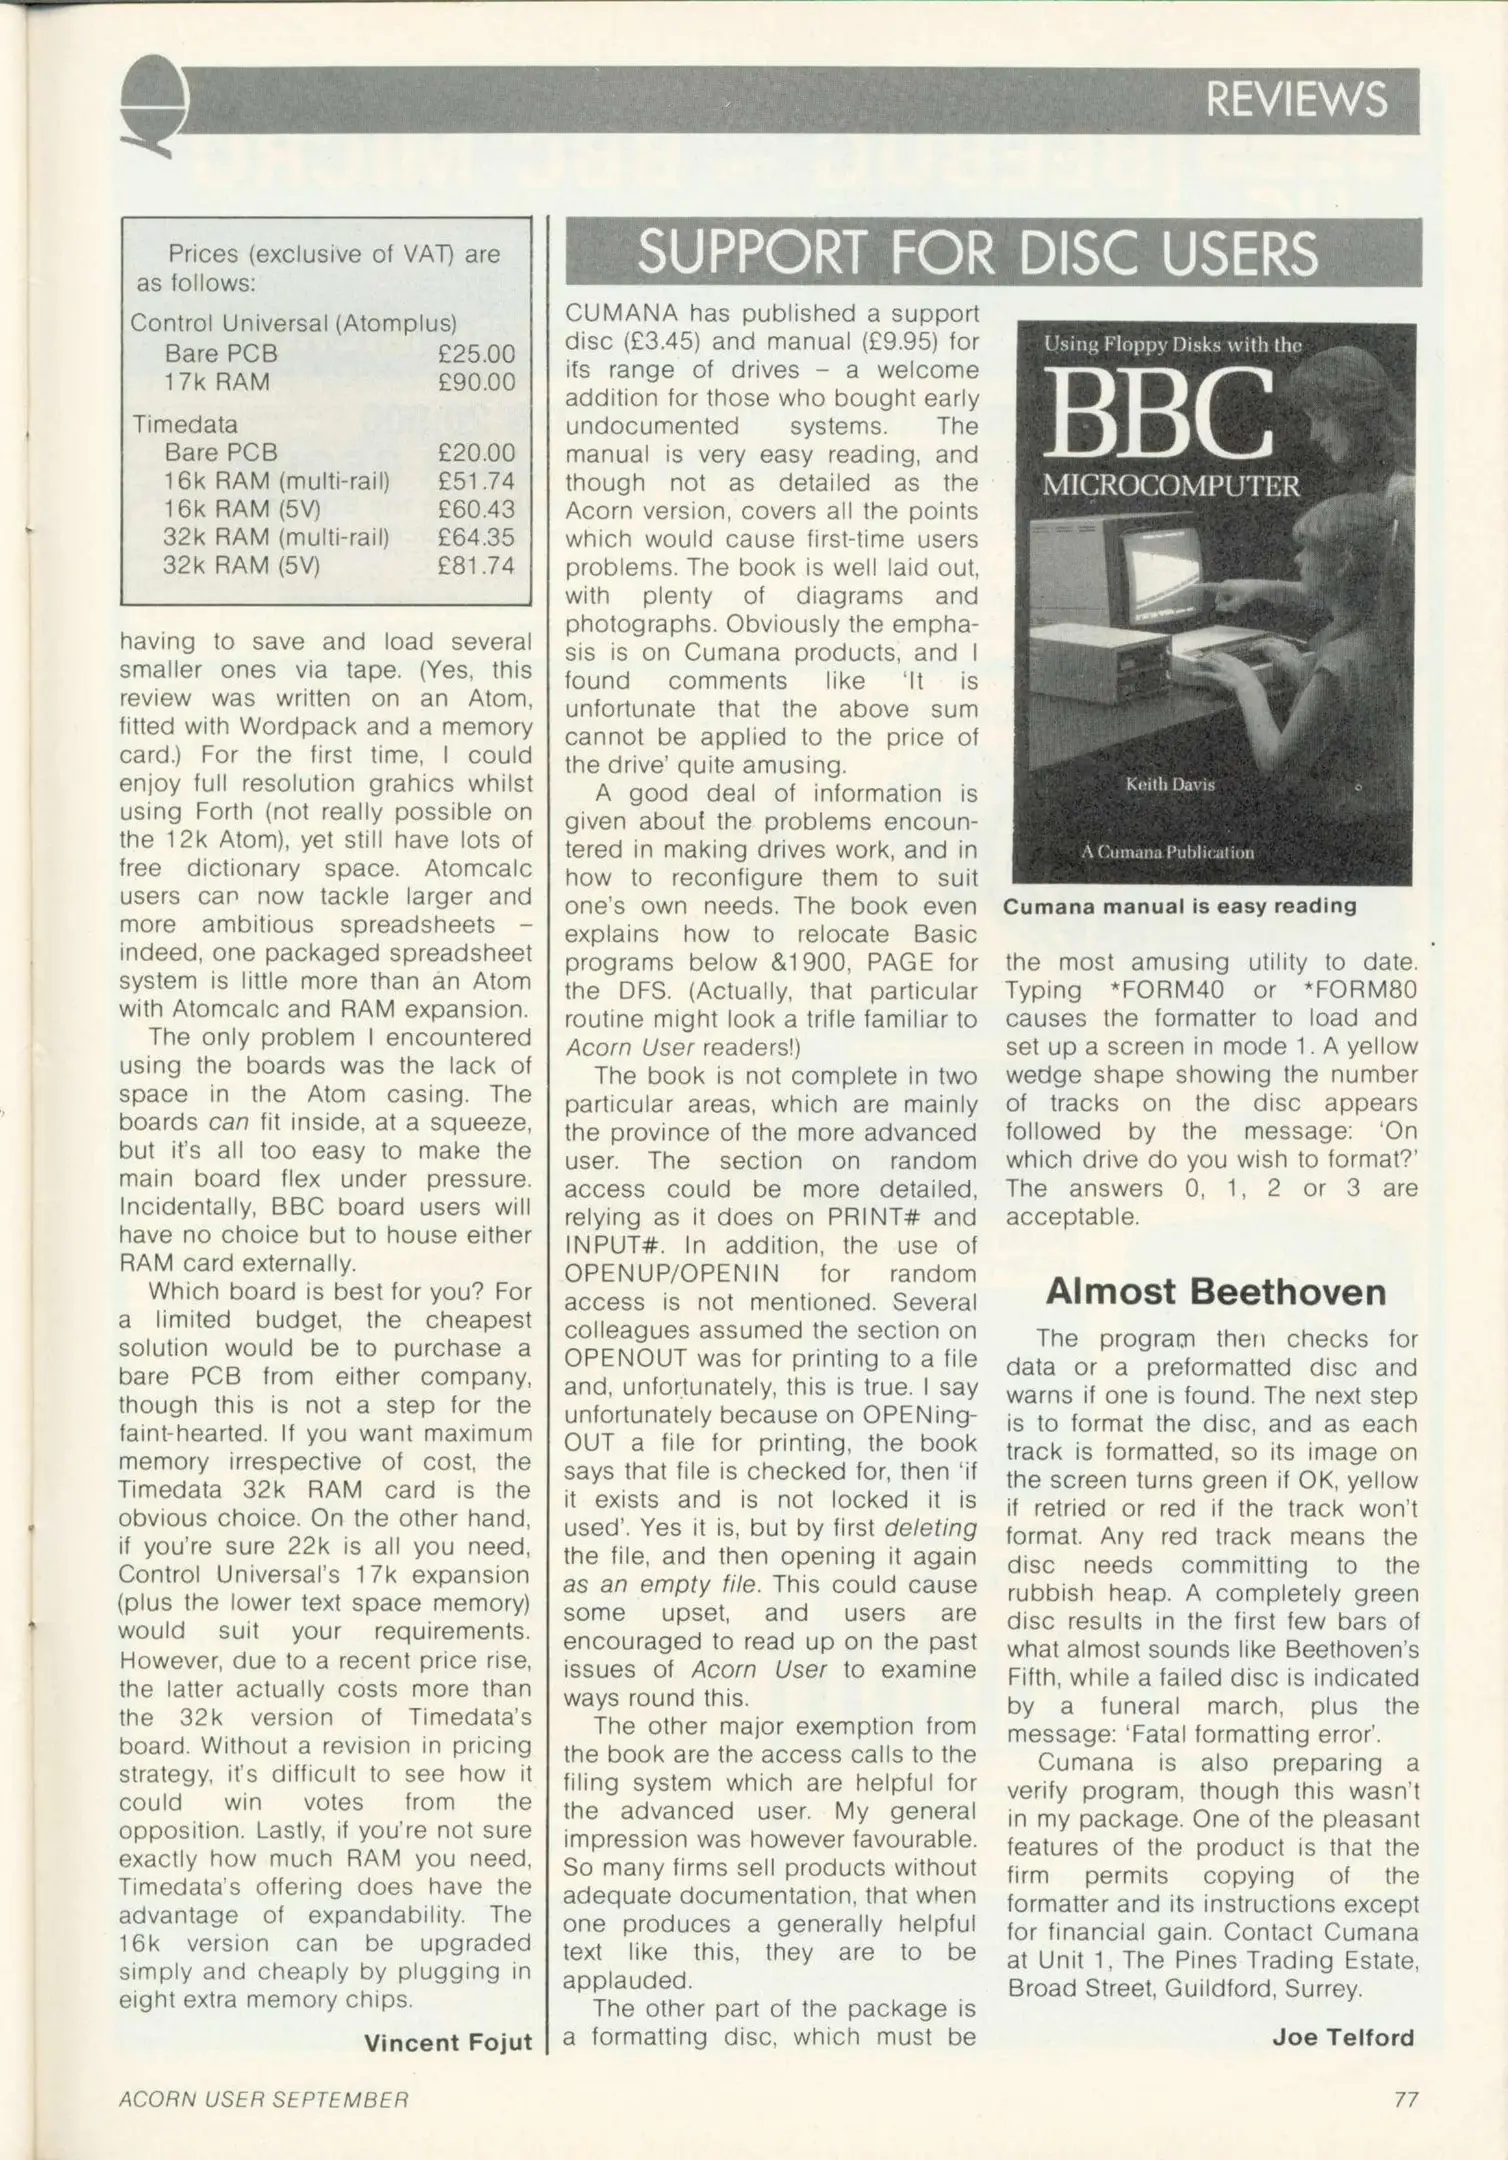 REVIEWS
Prices (exclusive of VAT) are
as follows:
Control Universal (Atomplus)
Bare PCB £25.00
17k RAM £90.00
Timedata
Bare PCB £20.00
16k RAM (multi-rail) £51.74
16k RAM (5V) £60.43
32k RAM (multi-rail) £64.35
32k RAM (5V) £81.74
having to save and load several
smaller ones via tape. (Yes, this
review was written on an Atom,
fitted with Wordpack and a memory
card.) For the first time, I could
enjoy full resolution grahics whilst
using Forth (not really possible on
the 12k Atom), yet still have lots of
free dictionary space. Atomcalc
users can now tackle larger and
more ambitious spreadsheets –
indeed, one packaged spreadsheet
system is little more than an Atom
with Atomcalc and RAM expansion.
The only problem I encountered
using the boards was the lack of
space in the Atom casing. The
boards can fit inside, at a squeeze,
but it's all too easy to make the
main board flex under pressure.
Incidentally, BBC board users will
have no choice but to house either
RAM card externally.
Which board is best for you? For
a limited budget, the cheapest
solution would be to purchase a
bare PCB from either company,
though this is not a step for the
faint-hearted. If you want maximum
memory irrespective of cost, the
Timedata 32k RAM card is the
obvious choice. On the other hand,
if you're sure 22k is all you need,
Control Universal's 17k expansion
(plus the lower text space memory)
would suit your requirements.
However, due to a recent price rise,
the latter actually costs more than
the 32k version of Timedata's
board. Without a revision in pricing
strategy, it's difficult to see how it
could win votes from the
opposition. Lastly, if you're not sure
exactly how much RAM you need,
Timedata's offering does have the
advantage of expandability. The
16k version can be upgraded
simply and cheaply by plugging in
eight extra memory chips.
Vincent Fojut
SUPPORT FOR DISC USERS
CUMANA has published a support
disc (£3.45) and manual (£9.95) for
its range of drives – a welcome
addition for those who bought early
undocumented systems. The
manual is very easy reading, and
though not as detailed as the
Acorn version, covers all the points
which would cause first-time users
problems. The book is well laid out,
with plenty of diagrams and
photographs. Obviously the empha-
sis is on Cumana products, and I
found comments like 'It is
unfortunate that the above sum
cannot be applied to the price of
the drive' quite amusing.
A good deal of information is
given about the problems encoun-
tered in making drives work, and in
how to reconfigure them to suit
one's own needs. The book even
explains how to relocate Basic
programs below &1900, PAGE for
the DFS. (Actually, that particular
routine might look a trifle familiar to
Acorn User readers!)
The book is not complete in two
particular areas, which are mainly
the province of the more advanced
user. The section on random
access could be more detailed,
relying as it does on PRINT# and
INPUT#. In addition, the use of
OPENUP/OPENIN for random
access is not mentioned. Several
colleagues assumed the section on
OPENOUT was for printing to a file
and, unfortunately, this is true. I say
unfortunately because on OPENing-
OUT a file for printing, the book
says that file is checked for, then 'if
it exists and is not locked it is
used'. Yes it is, but by first deleting
the file, and then opening it again
as an empty file. This could cause
some upset, and users are
encouraged to read up on the past
issues of Acorn User to examine
ways round this.
The other major exemption from
the book are the access calls to the
filing system which are helpful for
the advanced user. My general
impression was however favourable.
So many firms sell products without
adequate documentation, that when
one produces a generally helpful
text like this, they are to be
applauded.
The other part of the package is
a formatting disc, which must be
Using Floppy Disks with the
BBC
MICROCOMPUTER
Keith Davis
A Cumana Publication
Cumana manual is easy reading
the most amusing utility to date.
Typing *FORM40 or *FORM80
causes the formatter to load and
set up a screen in mode 1. A yellow
wedge shape showing the number
of tracks on the disc appears
followed by the message: 'On
which drive do you wish to format?'
The answers 0, 1, 2 or 3 are
acceptable.
Almost Beethoven
The program then checks for
data or a preformatted disc and
warns if one is found. The next step
is to format the disc, and as each
track is formatted, so its image on
the screen turns green if OK, yellow
if retried or red if the track won't
format. Any red track means the
disc needs committing to the
rubbish heap. A completely green
disc results in the first few bars of
what almost sounds like Beethoven's
Fifth, while a failed disc is indicated
by a funeral march, plus the
message: 'Fatal formatting error'.
Cumana is also preparing a
verify program, though this wasn't
in my package. One of the pleasant
features of the product is that the
firm permits copying of the
formatter and its instructions except
for financial gain. Contact Cumana
at Unit 1, The Pines Trading Estate,
Broad Street, Guildford, Surrey.
Joe Telford
ACORN USER SEPTEMBER 77